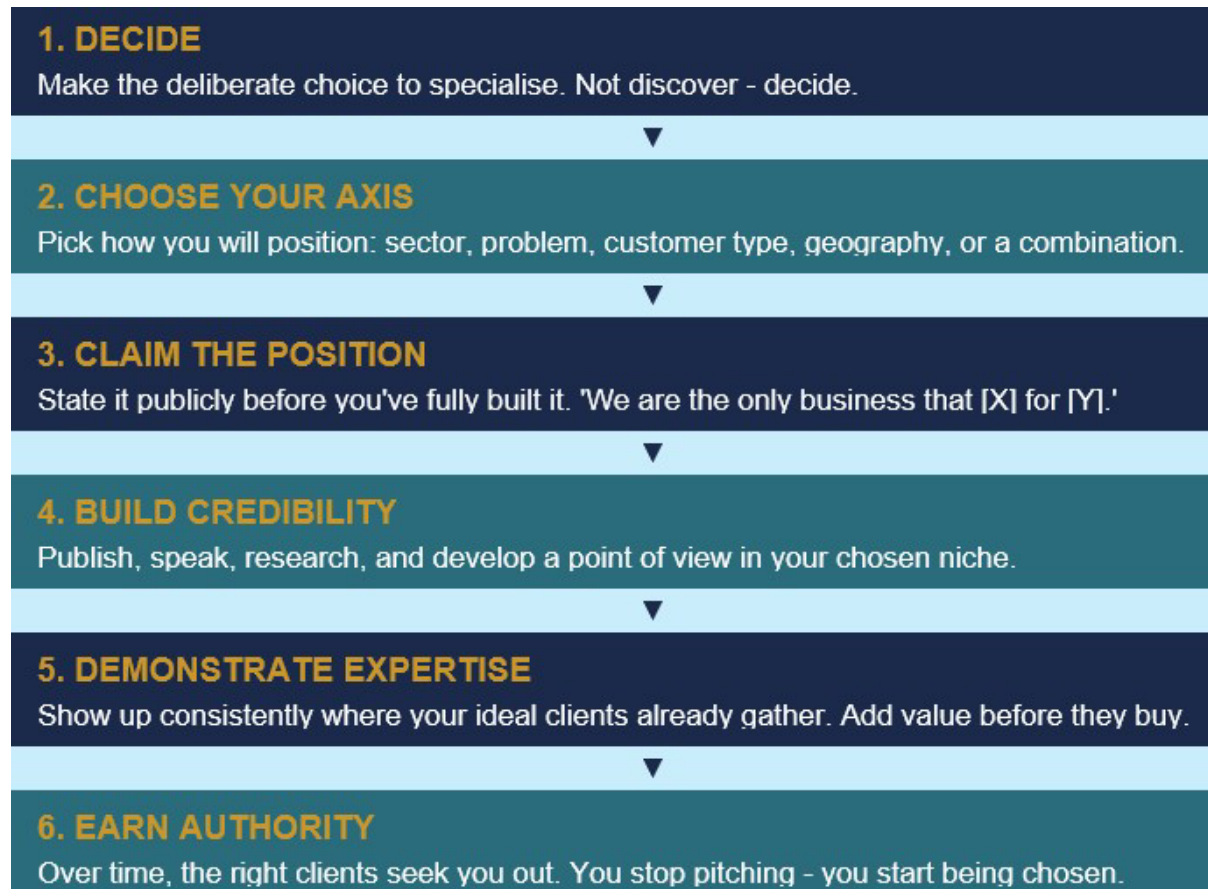 1. DECIDE
Make the deliberate choice to specialise. Not discover - decide.
▼
2. CHOOSE YOUR AXIS
Pick how you will position: sector, problem, customer type, geography, or a combination.
▼
3. CLAIM THE POSITION
State it publicly before you've fully built it. 'We are the only business that [X] for [Y].'
▼
4. BUILD CREDIBILITY
Publish, speak, research, and develop a point of view in your chosen niche.
▼
5. DEMONSTRATE EXPERTISE
Show up consistently where your ideal clients already gather. Add value before they buy.
▼
6. EARN AUTHORITY
Over time, the right clients seek you out. You stop pitching - you start being chosen.